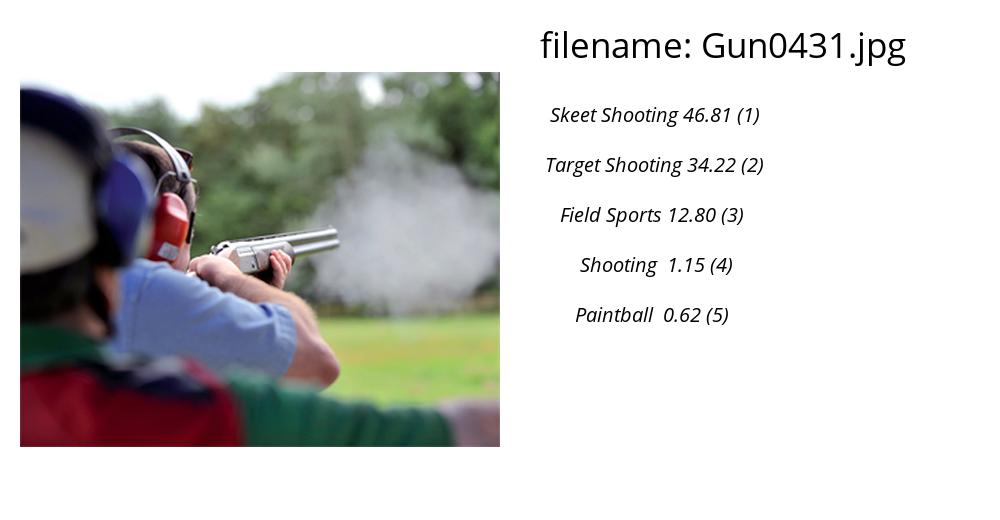 filename: Gun0431.jpg
Skeet Shooting 46.81 (1)
Target Shooting 34.22 (2)
Field Sports 12.80 (3)
Shooting 1.15 (4)
Paintball 0.62 (5)